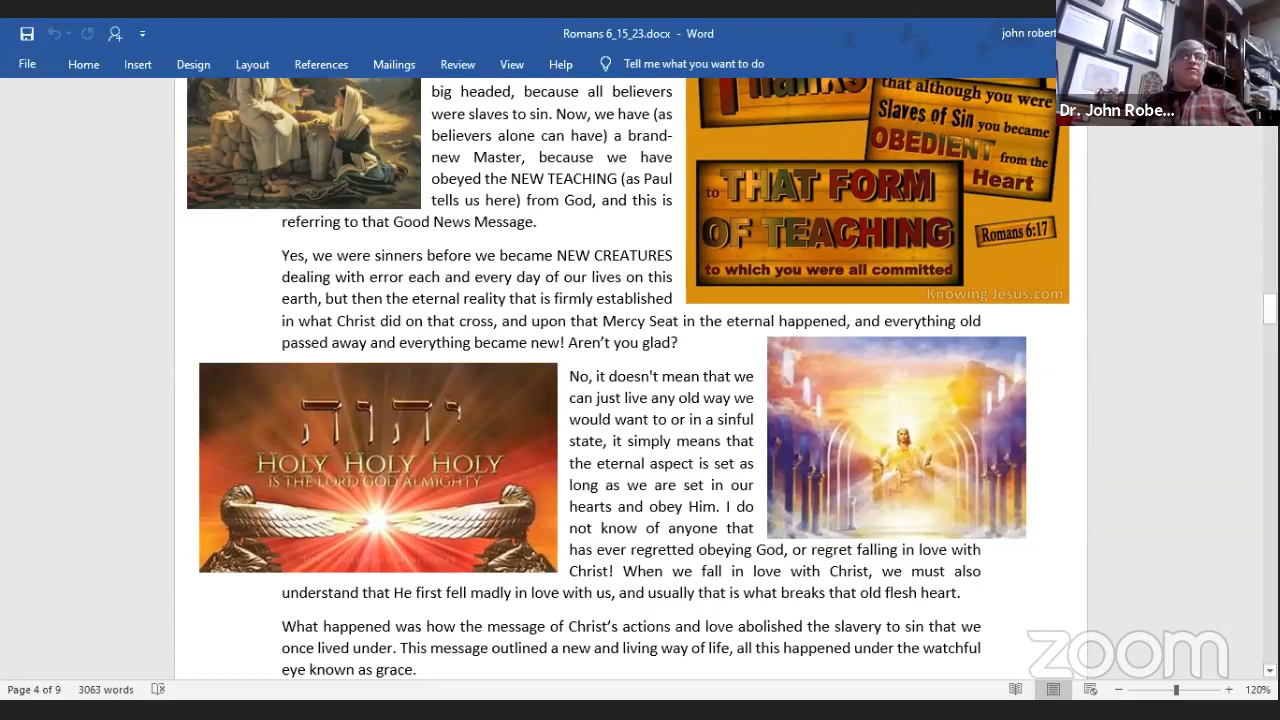 Romans 6_15_23.docx - Word
john robert
File
Home
Insert
Design
Layout
References
Mailings
Review
View
Help
Tell me what you want to do
Dr. John Robe...
big headed, because all believers
were slaves to sin. Now, we have (as
believers alone can have) a brand-
new Master, because we have
obeyed the NEW TEACHING (as Paul
tells us here) from God, and this is
referring to that Good News Message.
Thanks
that although you were
Slaves of Sin you became
OBEDIENT from the
Heart
to THAT FORM
OF TEACHING
to which you were all committed
Romans 6:17
Knowing Jesus.com
Yes, we were sinners before we became NEW CREATURES
dealing with error each and every day of our lives on this
earth, but then the eternal reality that is firmly established
in what Christ did on that cross, and upon that Mercy Seat in the eternal happened, and everything old
passed away and everything became new! Aren’t you glad?
יהוה
HOLY HOLY HOLY
IS THE LORD GOD ALMIGHTY
No, it doesn't mean that we
can just live any old way we
would want to or in a sinful
state, it simply means that
the eternal aspect is set as
long as we are set in our
hearts and obey Him. I do
not know of anyone that
has ever regretted obeying God, or regret falling in love with
Christ! When we fall in love with Christ, we must also
understand that He first fell madly in love with us, and usually that is what breaks that old flesh heart.
What happened was how the message of Christ’s actions and love abolished the slavery to sin that we
once lived under. This message outlined a new and living way of life, all this happened under the watchful
eye known as grace.
zoom
Page 4 of 9
3063 words
120%